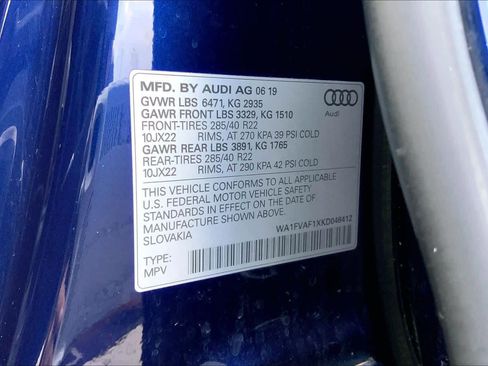 MFD. BY AUDI AG 06 19
GVWR LBS 6471, KG 2935
GAWR FRONT LBS 3329, KG 1510
FRONT-TIRES 285/40 R22
10JX22 RIMS, AT 270 KPA 39 PSI COLD
GAWR REAR LBS 3891, KG 1765
REAR-TIRES 285/40 R22
10JX22 RIMS, AT 290 KPA 42 PSI COLD
THIS VEHICLE CONFORMS TO ALL APPLICABLE
U.S. FEDERAL MOTOR VEHICLE SAFETY
STANDARDS IN EFFECT ON THE DATE OF
MANUFACTURE SHOWN ABOVE.
SLOVAKIA
WA1FVAF1XKD046412
TYPE:
MPV
Audi